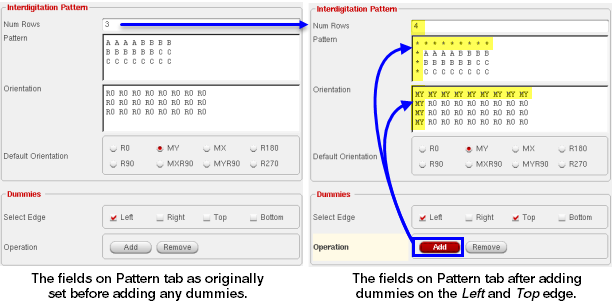 Interdigitation Pattern
Num Rows 3
Pattern
A A A A B B B B
B B B B B B C C
C C C C C C C C
Orientation
R0 R0 R0 R0 R0 R0 R0 R0
R0 R0 R0 R0 R0 R0 R0 R0
R0 R0 R0 R0 R0 R0 R0 R0
Default Orientation
R0 MY MX R180
R90 MXR90 MYR90 R270
Dummies
Select Edge Left Right Top Bottom
Operation Add Remove
The fields on Pattern tab as originally
set before adding any dummies.
Interdigitation Pattern
Num Rows 4
Pattern
* * * * * * * * *
* A A A A B B B B
* B B B B B B C C
* C C C C C C C C
Orientation
MY MY MY MY MY MY MY MY MY
MY R0 R0 R0 R0 R0 R0 R0 R0
MY R0 R0 R0 R0 R0 R0 R0 R0
MY R0 R0 R0 R0 R0 R0 R0 R0
Default Orientation
R0 MY MX R180
R90 MXR90 MYR90 R270
Dummies
Select Edge Left Right Top Bottom
Operation Add Remove
The fields on Pattern tab after adding
dummies on the Left and Top edge.